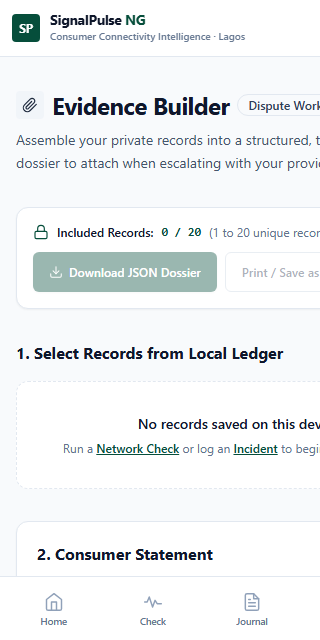 SP
SignalPulse NG
Consumer Connectivity Intelligence · Lagos
Evidence Builder
Dispute Work
Assemble your private records into a structured, t
dossier to attach when escalating with your provi
Included Records: 0 / 20 (1 to 20 unique recor
Download JSON Dossier
Print / Save as
1. Select Records from Local Ledger
No records saved on this dev
Run a Network Check or log an Incident to begi
2. Consumer Statement
Home
Check
Journal